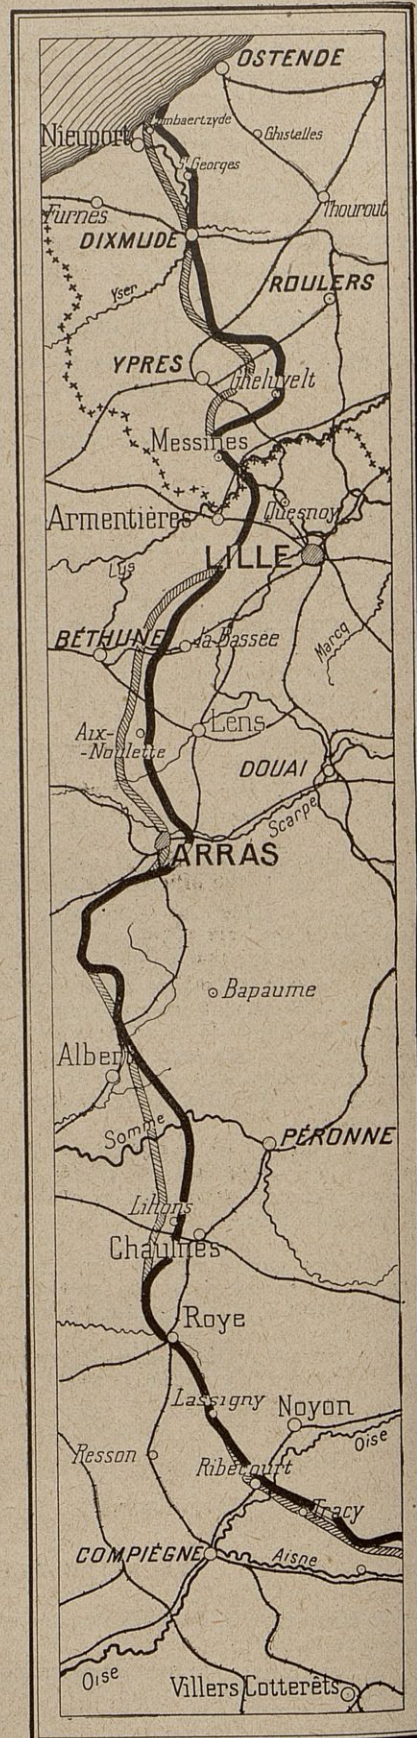 OSTENDE
Lombaertzyde
Nieuport
Ghistelles
St Georges
Furnes
Thourout
DIXMUDE
Yser
ROULERS
YPRES
Gheluvelt
Messines
Armentières
Quesnoy
LILLE
Lys
BÉTHUNE
La Bassée
Marcq
Lens
AIX-
-Noulette
DOUAI
Scarpe
ARRAS
Bapaume
Albert
Somme
PÉRONNE
Lihons
Chaulnes
Roye
Lassigny
Noyon
Oise
Resson
Ribécourt
Tracy
COMPIÈGNE
Aisne
Oise
Villers Cotterêts